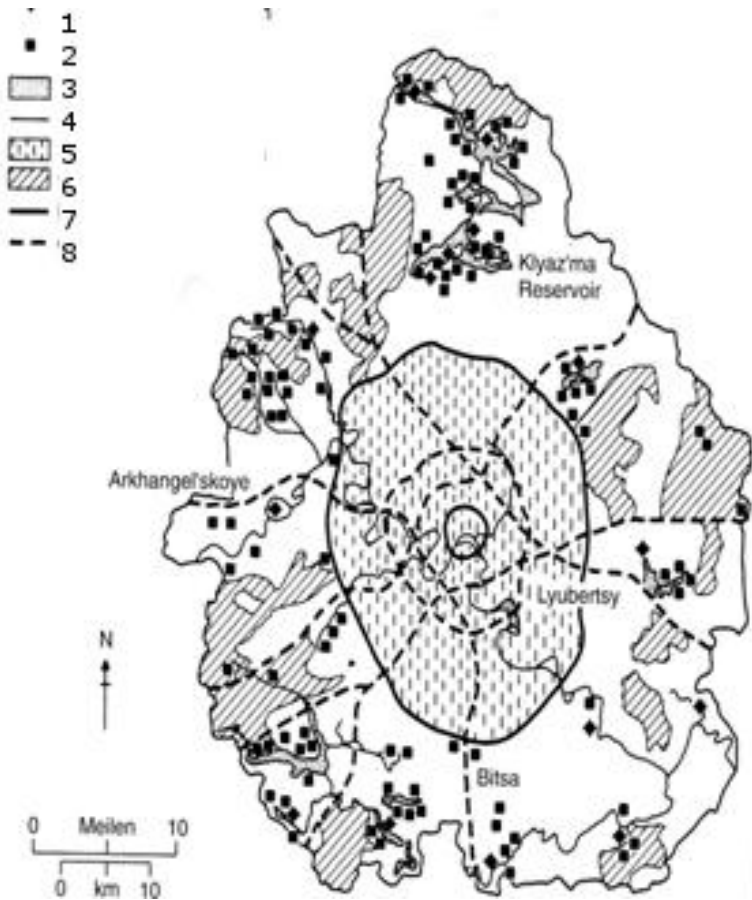 1
2
3
4
5
6
7
8
Klyaz'ma
Reservoir
Arkhangel'skoye
Lyubertsy
N
Bitsa
0 Meilen 10
0 km 10